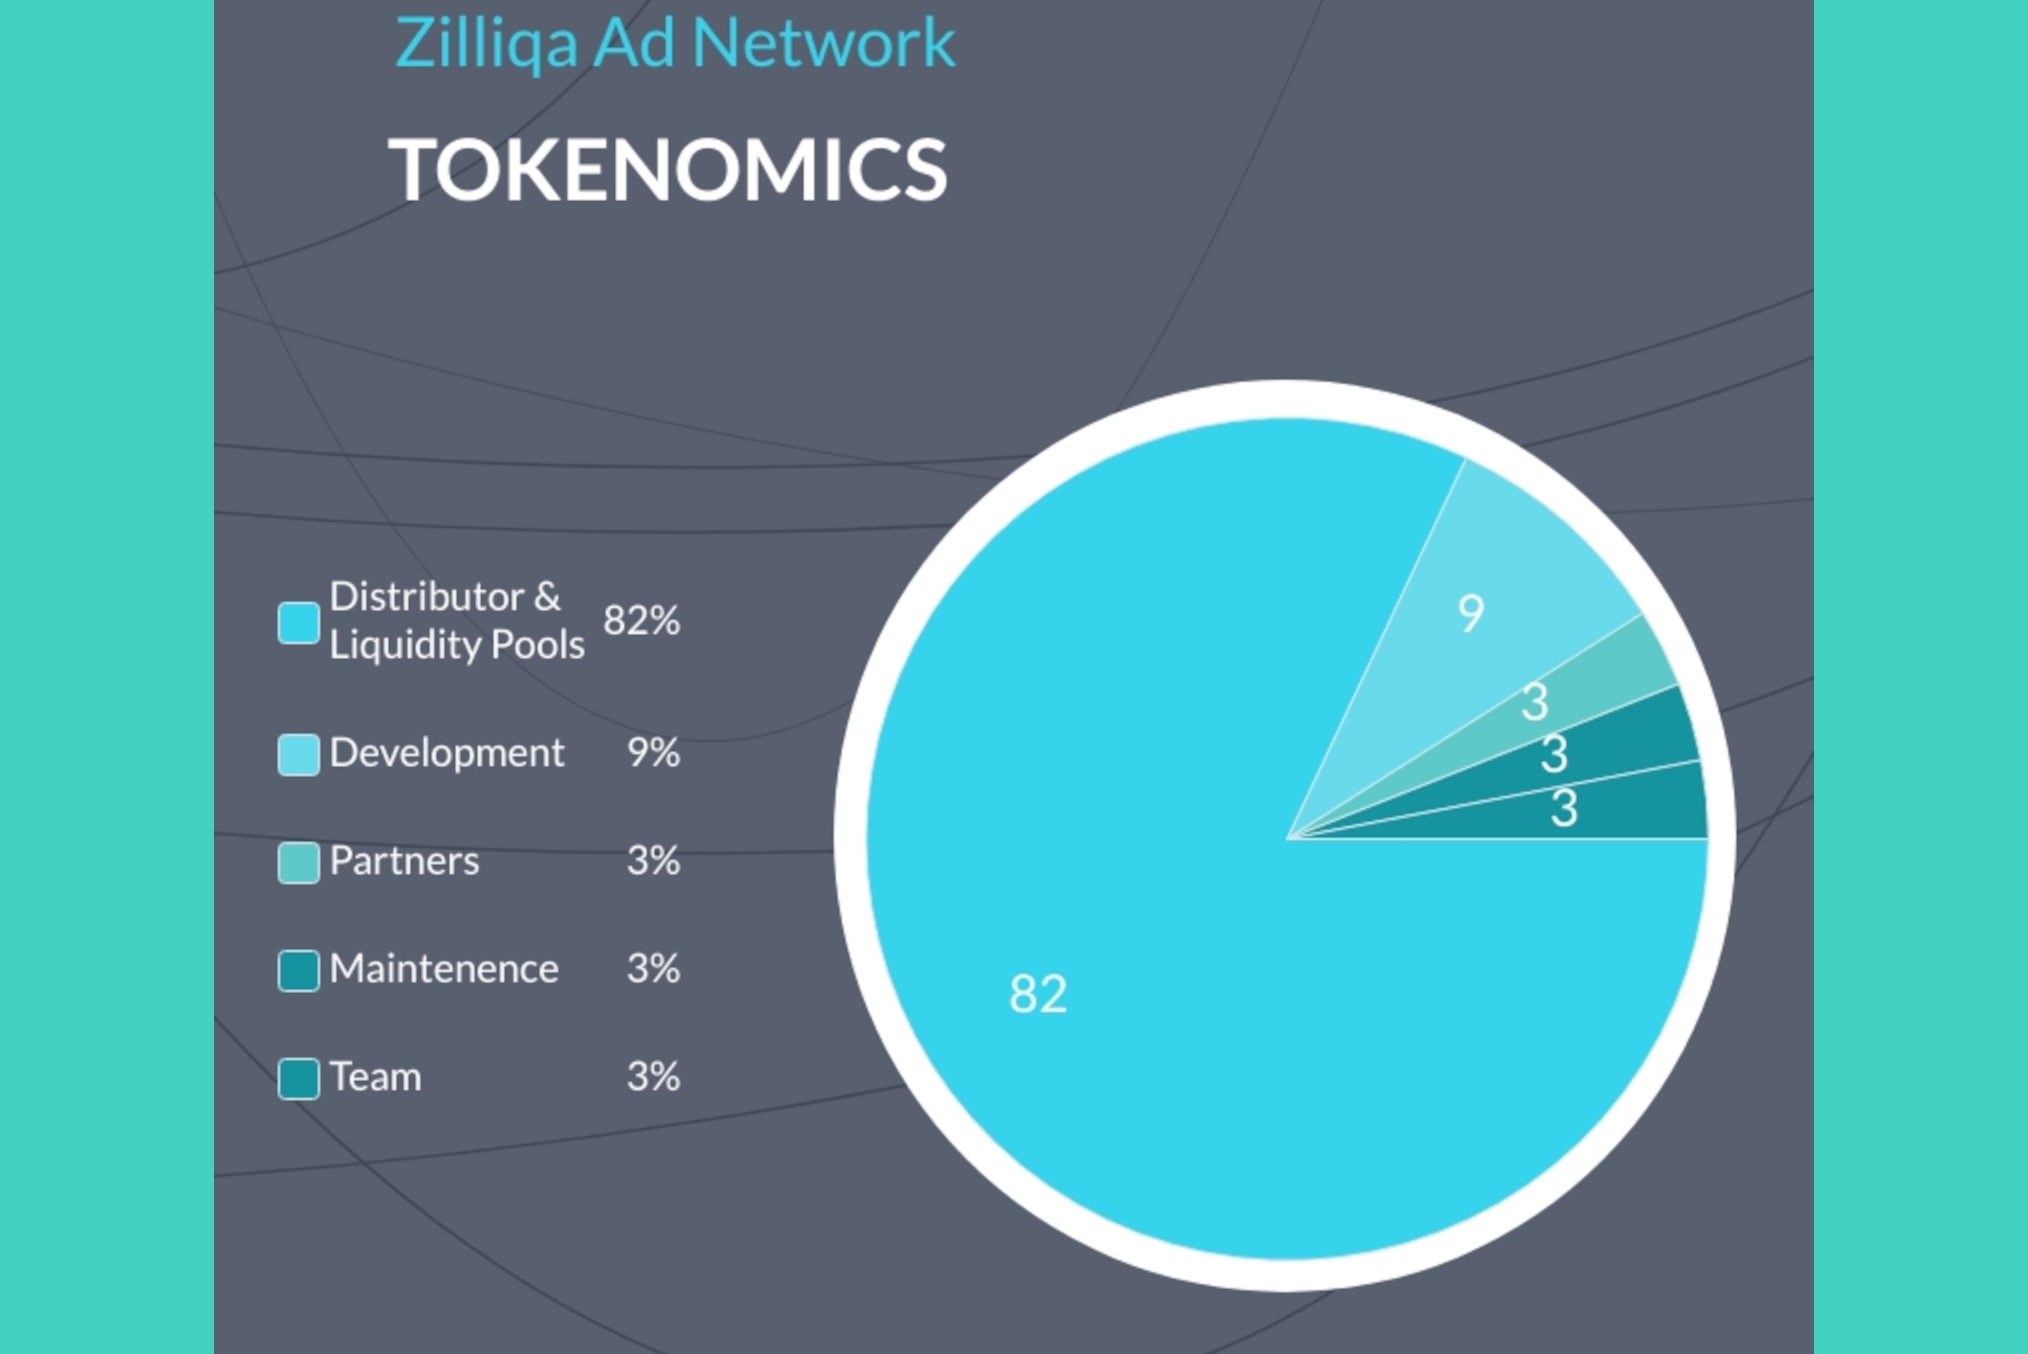 Zilliqa Ad Network
TOKENOMICS
Distributor &
Liquidity Pools 82%
Development 9%
Partners 3%
Maintenence 3%
Team 3%
9
3
3
3
82